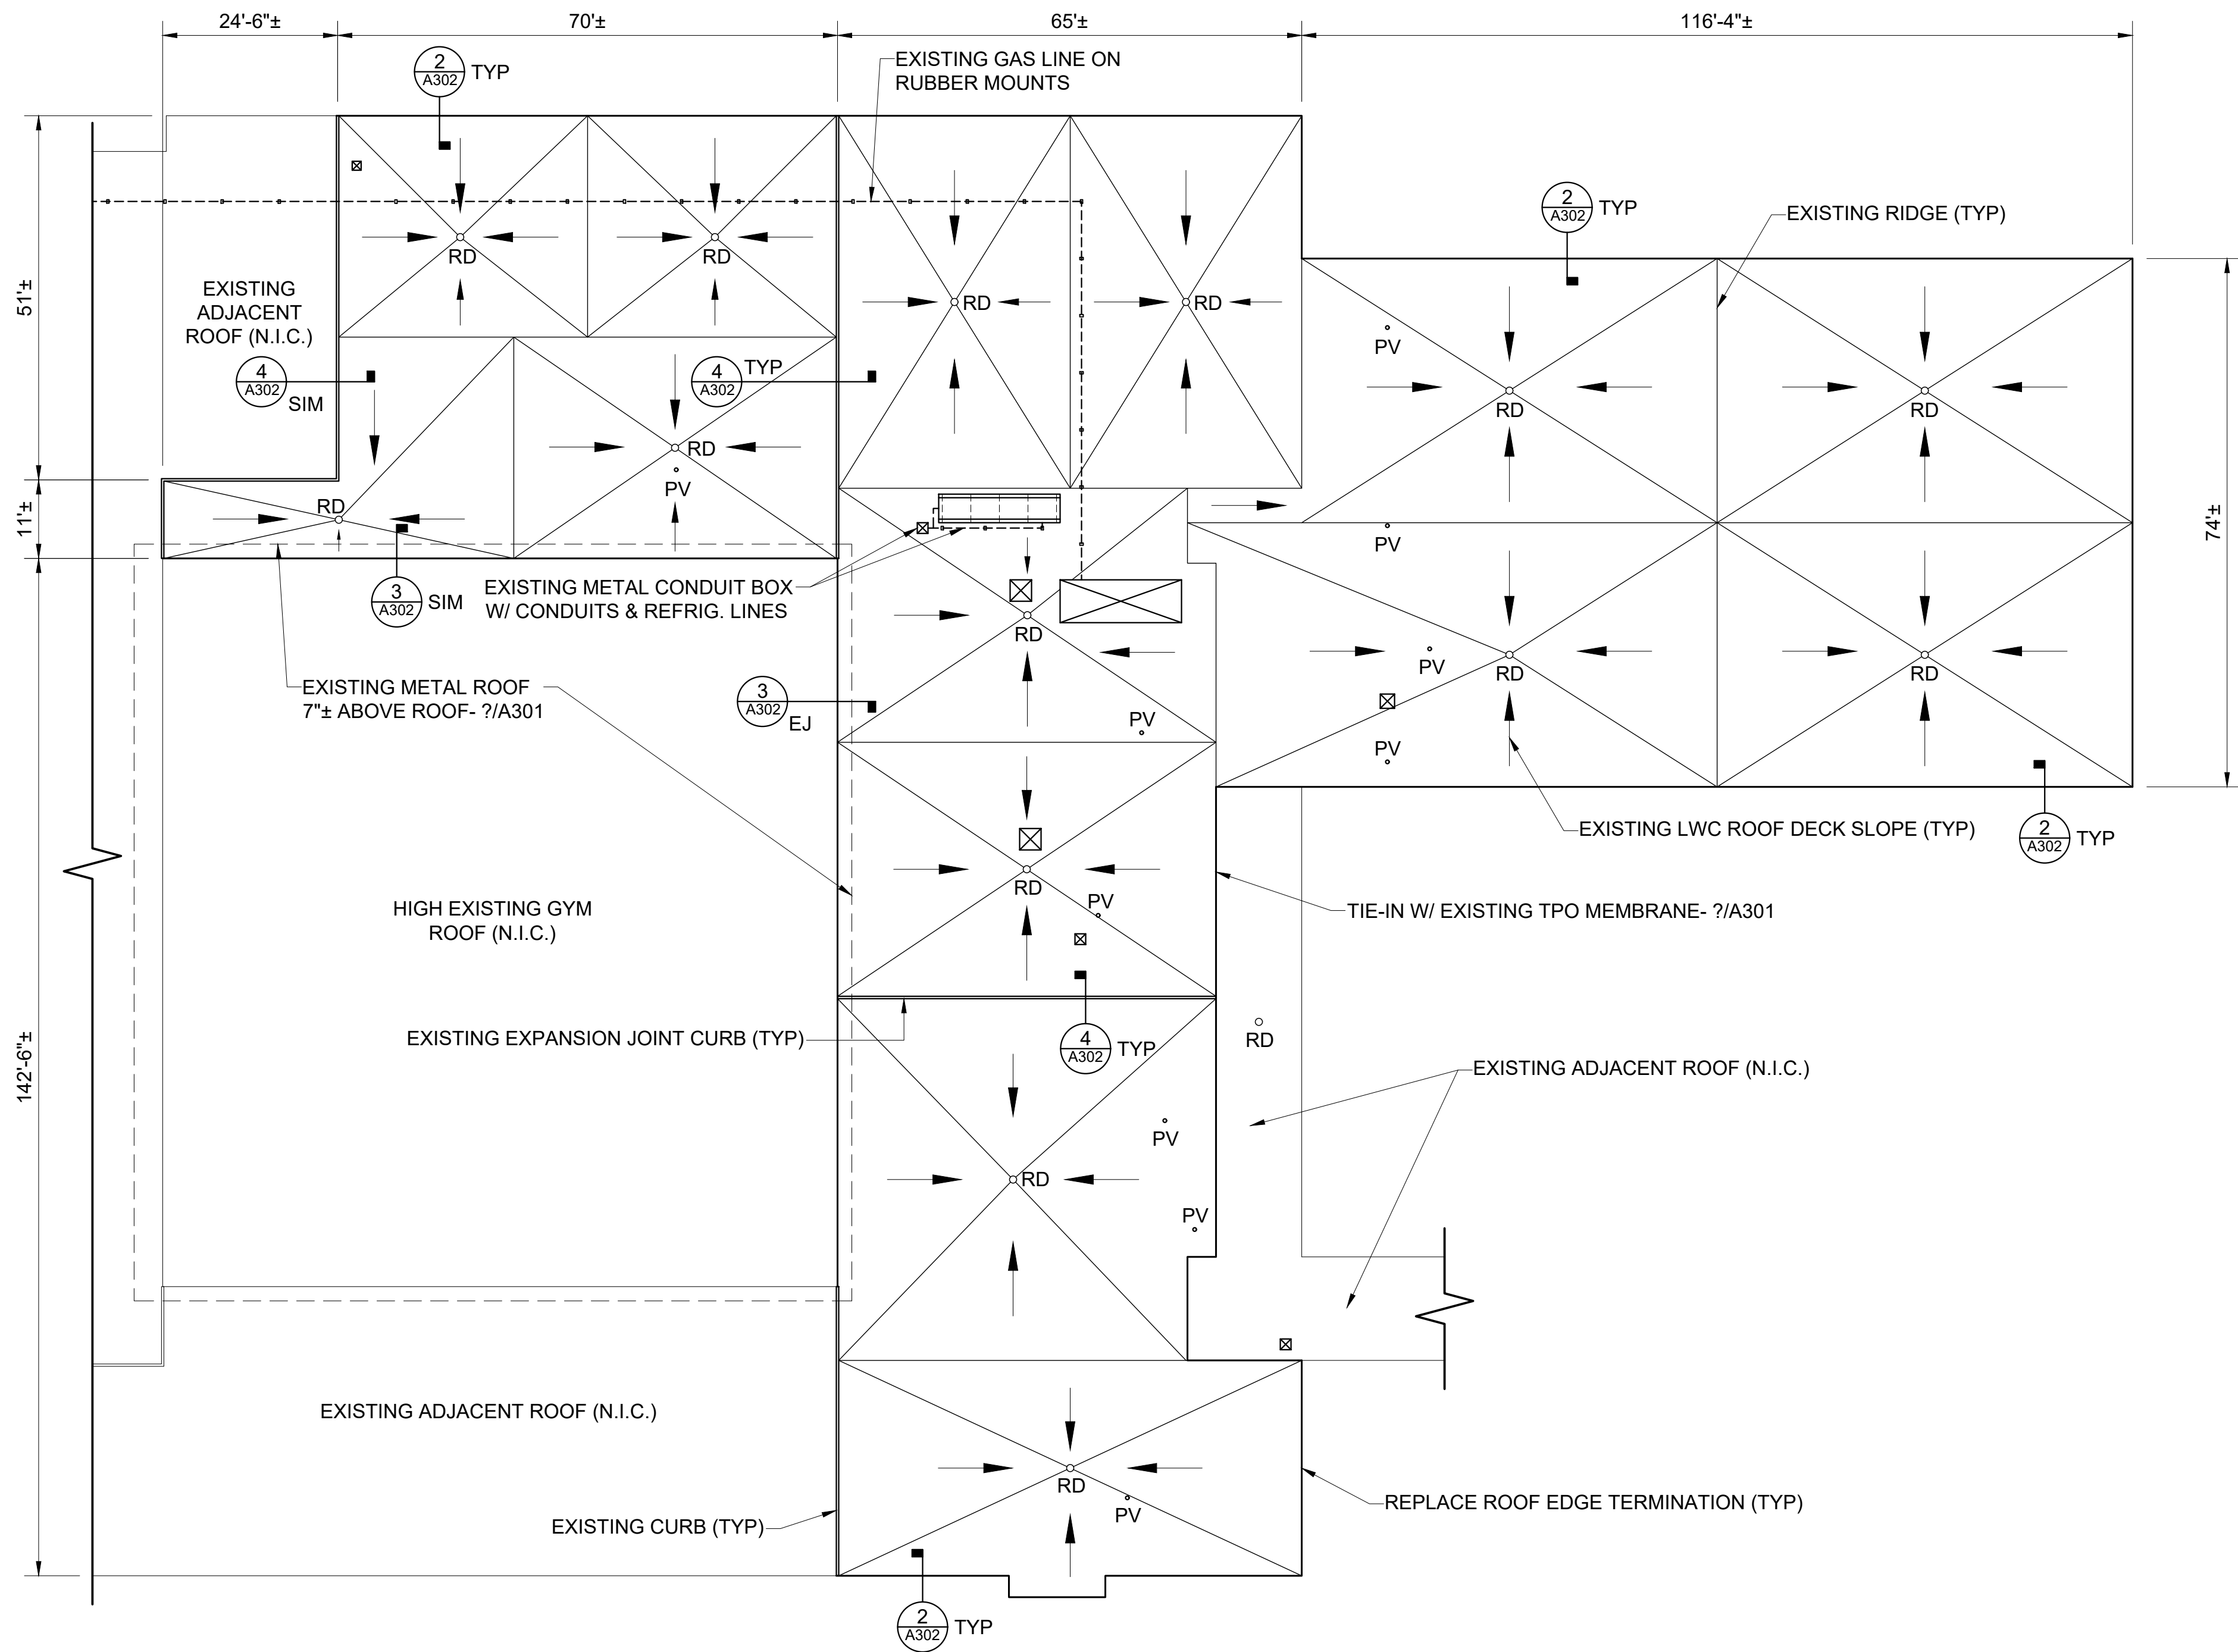 24'-6"±
70'±
65'±
116'-4"±
2
A302
TYP
EXISTING GAS LINE ON
RUBBER MOUNTS
2
A302
TYP
EXISTING RIDGE (TYP)
RD
RD
RD
RD
EXISTING
ADJACENT
ROOF (N.I.C.)
51'±
4
A302
SIM
4
A302
TYP
PV
RD
RD
RD
PV
RD
11'±
PV
74'±
3
A302
SIM
EXISTING METAL CONDUIT BOX
W/ CONDUITS & REFRIG. LINES
RD
PV
RD
RD
EXISTING METAL ROOF
7"± ABOVE ROOF- ?/A301
3
A302
EJ
PV
PV
EXISTING LWC ROOF DECK SLOPE (TYP)
2
A302
TYP
HIGH EXISTING GYM
ROOF (N.I.C.)
RD
PV
TIE-IN W/ EXISTING TPO MEMBRANE- ?/A301
142'-6"±
EXISTING EXPANSION JOINT CURB (TYP)
4
A302
TYP
RD
EXISTING ADJACENT ROOF (N.I.C.)
PV
RD
PV
EXISTING ADJACENT ROOF (N.I.C.)
RD
PV
REPLACE ROOF EDGE TERMINATION (TYP)
EXISTING CURB (TYP)
2
A302
TYP